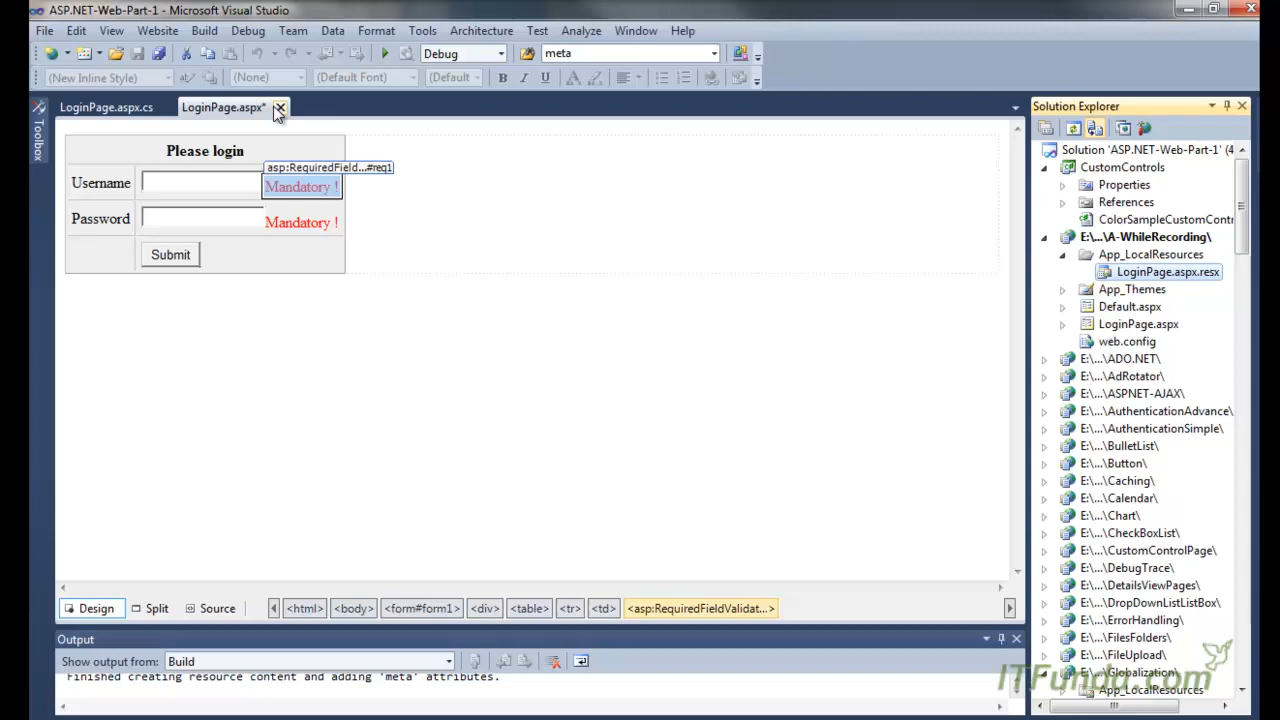 ASP.NET-Web-Part-1 - Microsoft Visual Studio
File Edit View Website Build Debug Team Data Format Tools Architecture Test Analyze Window Help
Debug meta
(New Inline Style) (None) (Default Font) (Default B I U A
LoginPage.aspx.cs LoginPage.aspx*
Toolbox
Please login
asp:RequiredField...#req1
Username Mandatory !
Password Mandatory !
Submit
Design Split Source <html> <body> <form#form1> <div> <table> <tr> <td> <asp:RequiredFieldValidat...>
Output
Show output from: Build
Finished creating resource content and adding 'meta' attributes.
Solution Explorer
Solution 'ASP.NET-Web-Part-1' (4
CustomControls
Properties
References
ColorSampleCustomContr
E:\...\A-WhileRecording\
App_LocalResources
LoginPage.aspx.resx
App_Themes
Default.aspx
LoginPage.aspx
web.config
E:\...\ADO.NET\
E:\...\AdRotator\
E:\...\ASPNET-AJAX\
E:\...\AuthenticationAdvance\
E:\...\AuthenticationSimple\
E:\...\BulletList\
E:\...\Button\
E:\...\Caching\
E:\...\Calendar\
E:\...\Chart\
E:\...\CheckBoxList\
E:\...\CustomControlPage\
E:\...\DebugTrace\
E:\...\DetailsViewPages\
E:\...\DropDownListListBox\
E:\...\ErrorHandling\
E:\...\FilesFolders\
E:\...\FileUpload\
E:\...\Globalization\
App_LocalResources
ITFunda.com